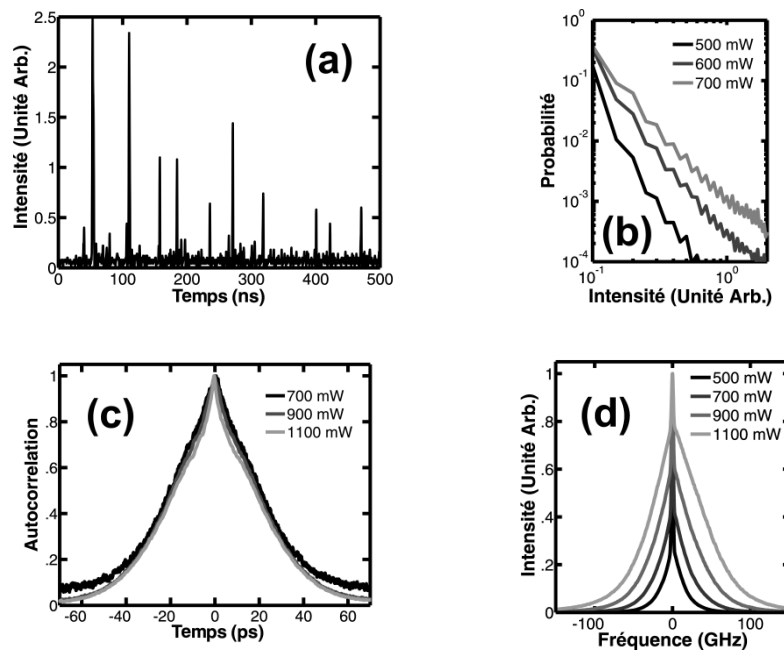 2.5
2
1.5
1
0.5
0
0
100
200
300
400
500
Intensité (Unité Arb.)
Temps (ns)
(a)
10^0
10^-1
10^-2
10^-3
10^-4
10^-1
10^0
Probabilité
Intensité (Unité Arb.)
500 mW
600 mW
700 mW
(b)
1
.8
.6
.4
.2
0
-60
-40
-20
0
20
40
60
Autocorrelation
Temps (ps)
700 mW
900 mW
1100 mW
(c)
1
.8
.6
.4
.2
0
-100
0
100
Intensité (Unité Arb.)
Fréquence (GHz)
500 mW
700 mW
900 mW
1100 mW
(d)